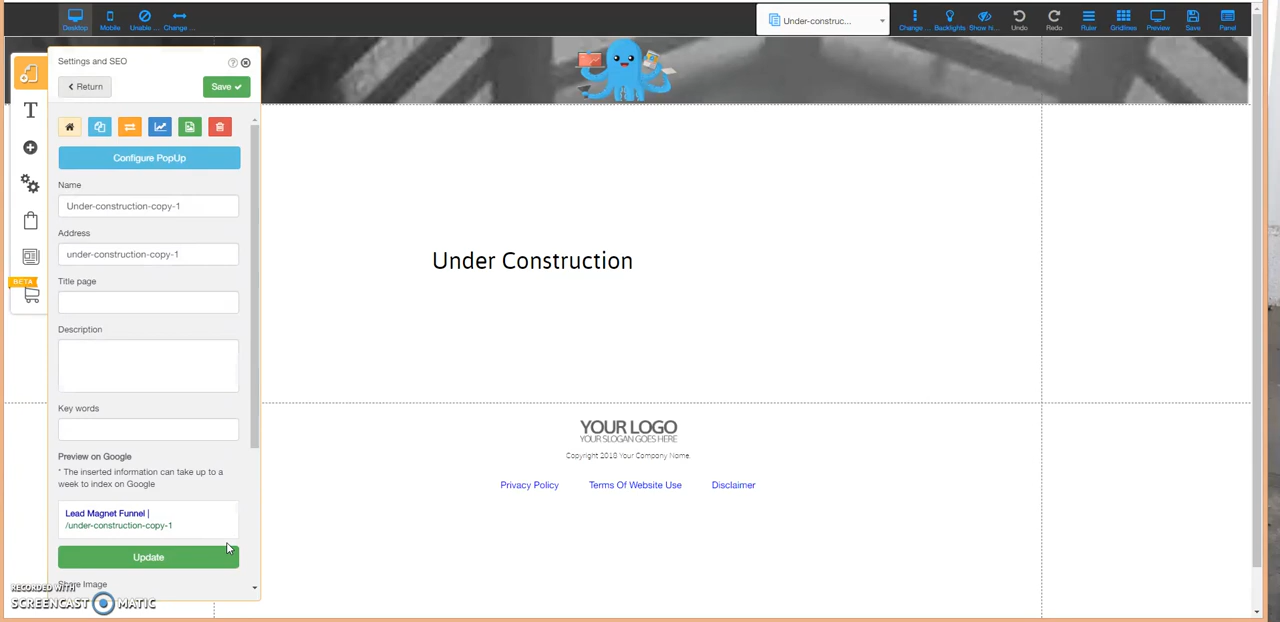 Desktop
Mobile
Unable ...
Change ...
Under-construc...
Change ...
Backlights
Show hi...
Undo
Redo
Ruler
Gridlines
Preview
Save
Panel
Settings and SEO
?
Return
Save
Configure PopUp
Name
Under-construction-copy-1
Address
under-construction-copy-1
Title page
Description
Key words
Preview on Google
* The inserted information can take up to a
week to index on Google
Lead Magnet Funnel |
/under-construction-copy-1
Update
Share Image
T
BETA
Under Construction
YOUR LOGO
YOUR SLOGAN GOES HERE
Copyright 2018 Your Company Name.
Privacy Policy
Terms Of Website Use
Disclaimer
RECORDED WITH
SCREENCAST MATIC